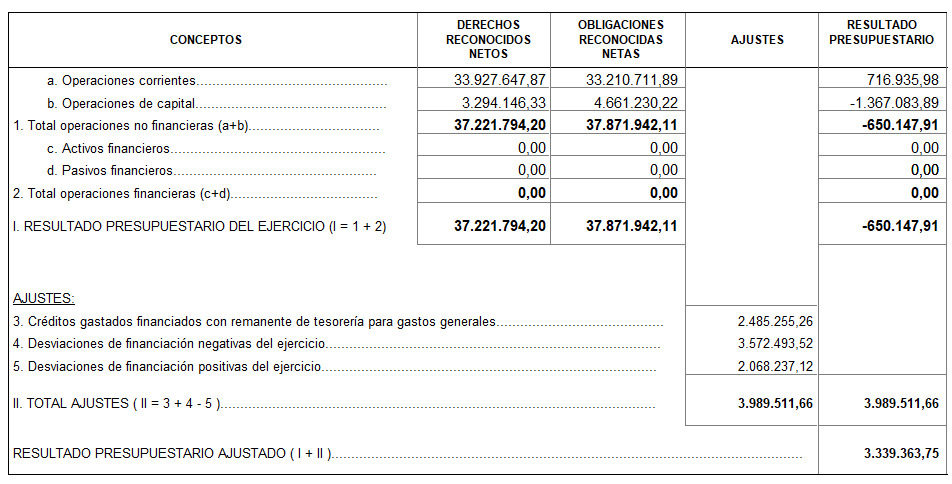 CONCEPTOS DERECHOS RECONOCIDOS NETOS OBLIGACIONES RECONOCIDAS NETAS AJUSTES RESULTADO PRESUPUESTARIO
a. Operaciones corrientes 33.927.647,87 33.210.711,89 716.935,98
b. Operaciones de capital 3.294.146,33 4.661.230,22 -1.367.083,89
1. Total operaciones no financieras (a+b) 37.221.794,20 37.871.942,11 -650.147,91
c. Activos financieros 0,00 0,00 0,00
d. Pasivos financieros 0,00 0,00 0,00
2. Total operaciones financieras (c+d) 0,00 0,00 0,00
I. RESULTADO PRESUPUESTARIO DEL EJERCICIO (I = 1 + 2) 37.221.794,20 37.871.942,11 -650.147,91
AJUSTES:
3. Créditos gastados financiados con remanente de tesorería para gastos generales 2.485.255,26
4. Desviaciones de financiación negativas del ejercicio 3.572.493,52
5. Desviaciones de financiación positivas del ejercicio 2.068.237,12
II. TOTAL AJUSTES ( II = 3 + 4 - 5 ) 3.989.511,66 3.989.511,66
RESULTADO PRESUPUESTARIO AJUSTADO ( I + II ) 3.339.363,75